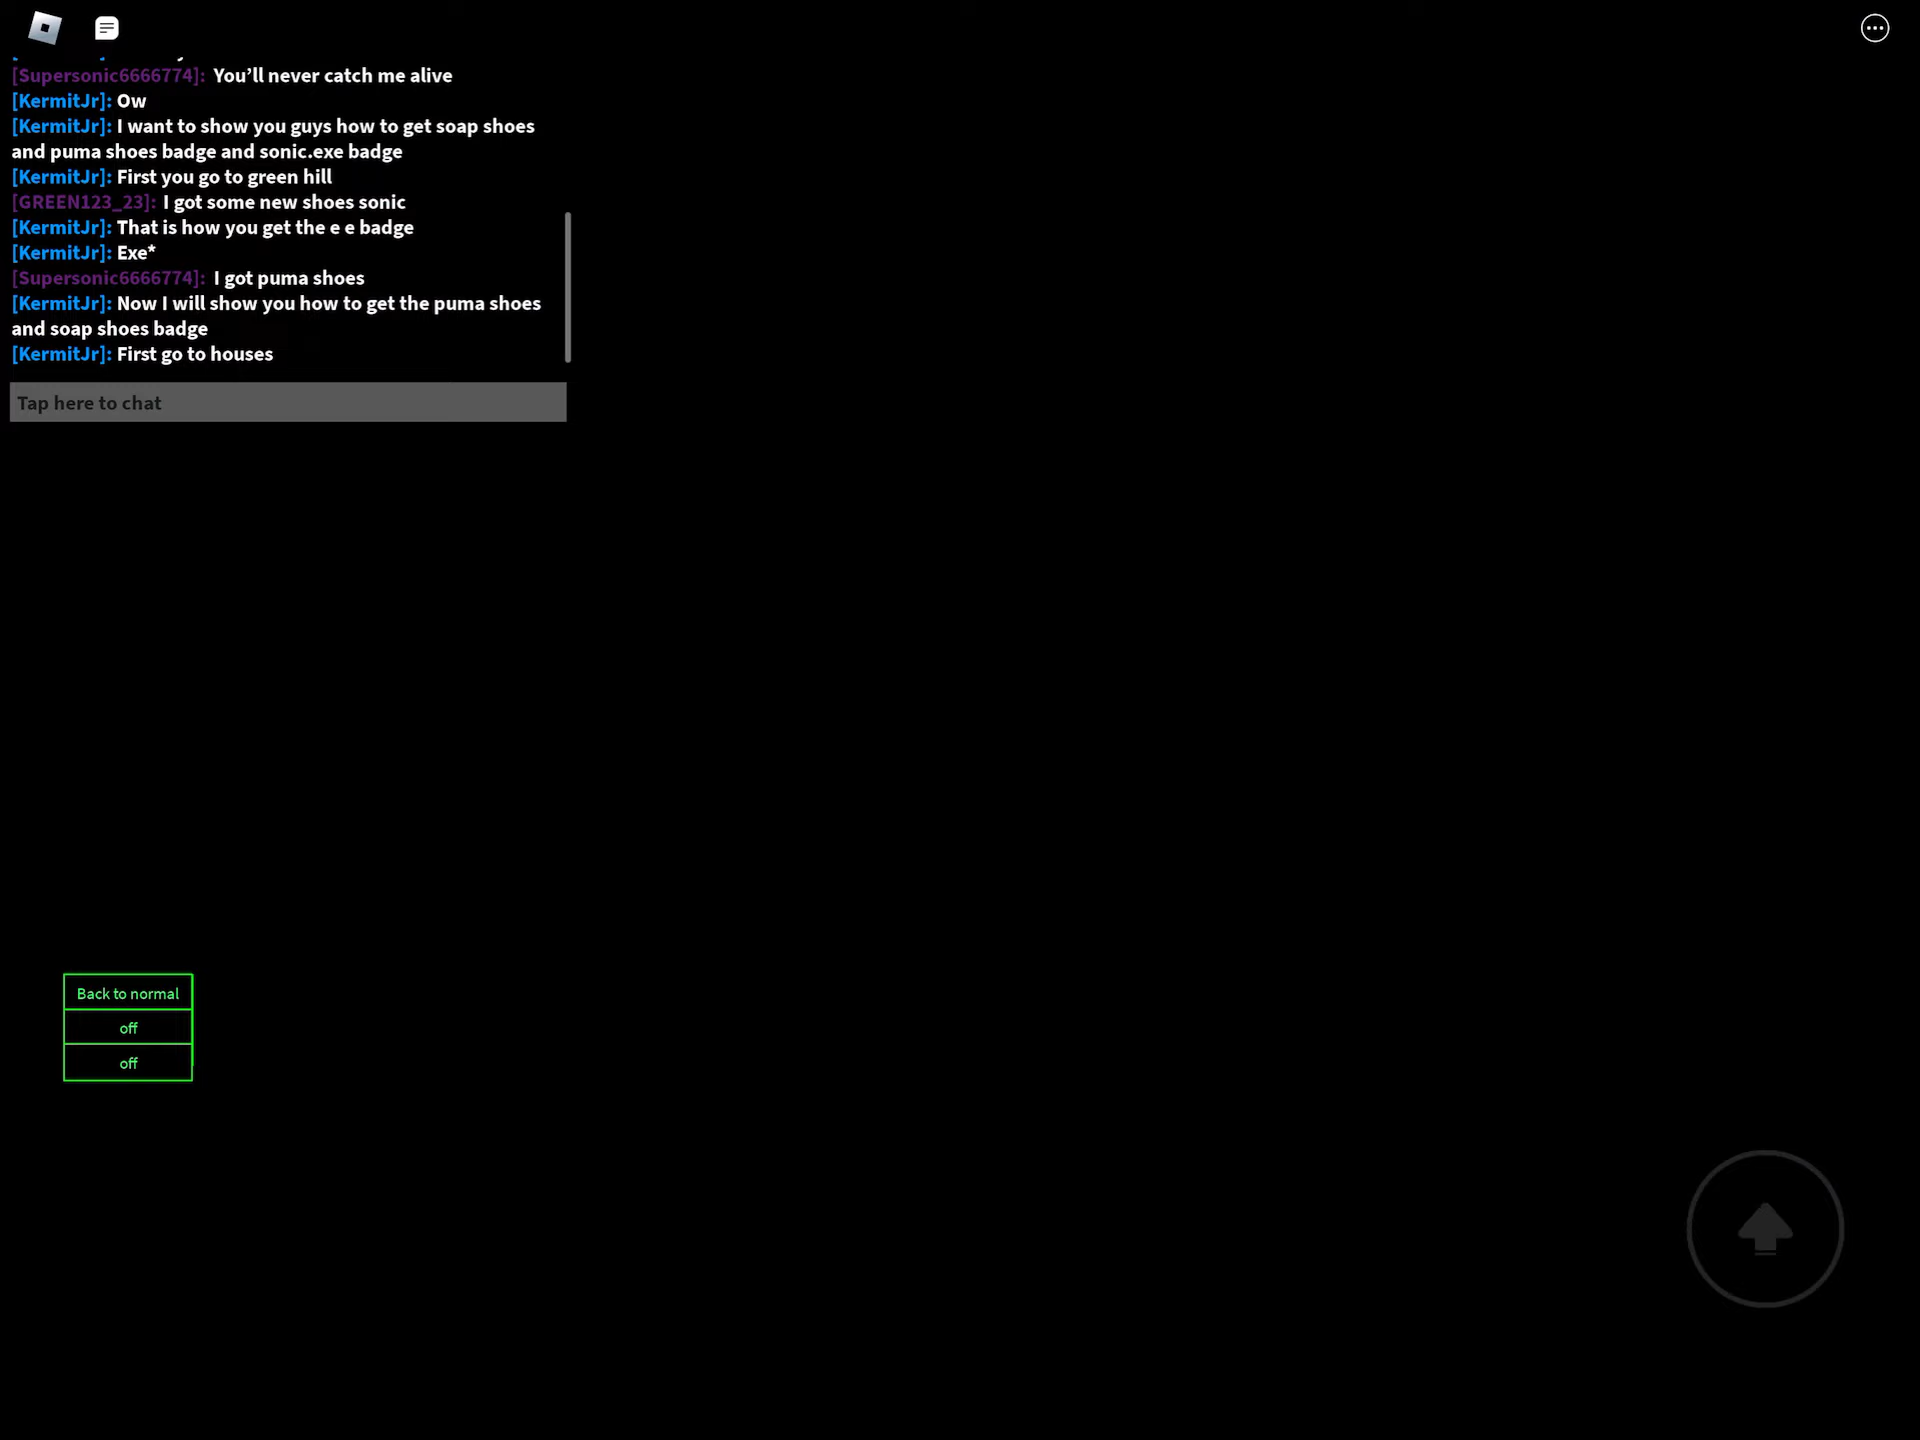 [Supersonic6666774]: You’ll never catch me alive
[KermitJr]: Ow
[KermitJr]: I want to show you guys how to get soap shoes
and puma shoes badge and sonic.exe badge
[KermitJr]: First you go to green hill
[GREEN123_23]: I got some new shoes sonic
[KermitJr]: That is how you get the e e badge
[KermitJr]: Exe*
[Supersonic6666774]: I got puma shoes
[KermitJr]: Now I will show you how to get the puma shoes
and soap shoes badge
[KermitJr]: First go to houses
Tap here to chat
Back to normal
off
off